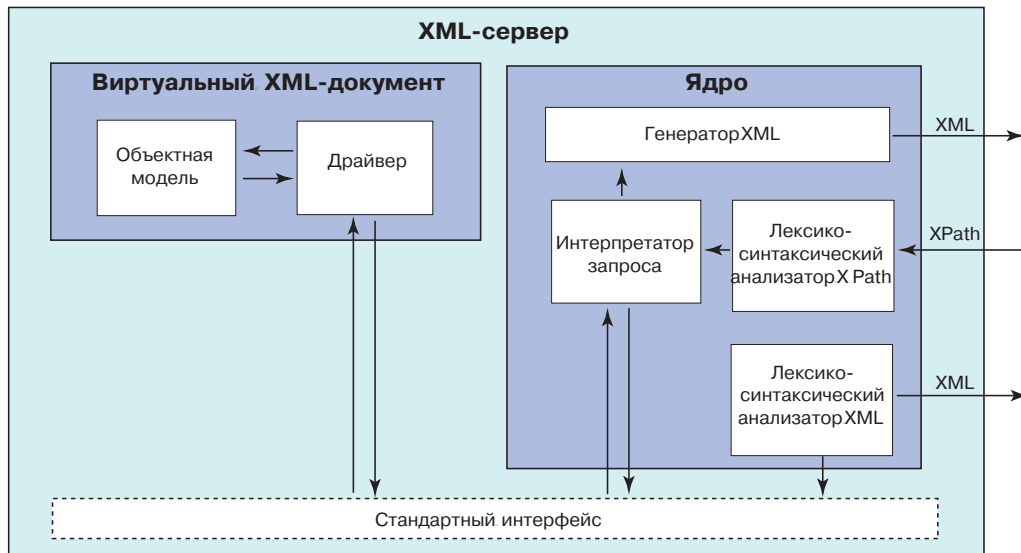 XML-сервер
Виртуальный XML-документ
Объектная
модель
Драйвер
Ядро
Генератор XML
XML
Интерпретатор
запроса
Лексико-
синтаксический
анализатор X Path
XPath
Лексико-
синтаксический
анализатор XML
XML
Стандартный интерфейс